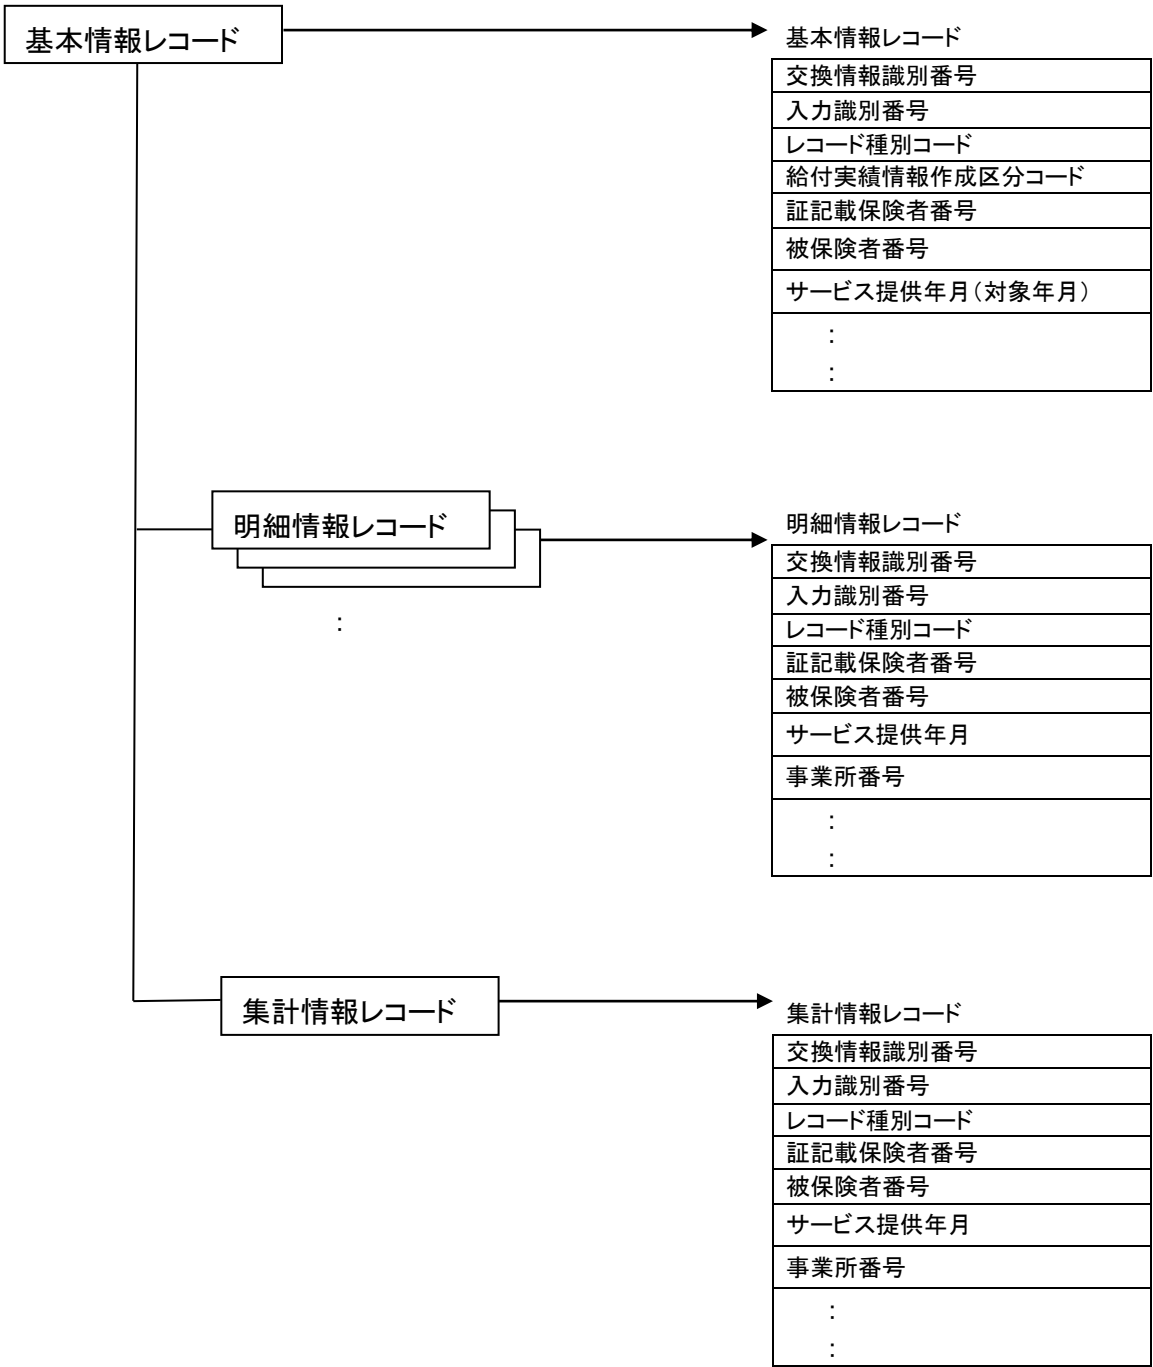 基本情報レコード
基本情報レコード
交換情報識別番号
入力識別番号
レコード種別コード
給付実績情報作成区分コード
証記載保険者番号
被保険者番号
サービス提供年月（対象年月）
：
：
明細情報レコード
：
明細情報レコード
交換情報識別番号
入力識別番号
レコード種別コード
証記載保険者番号
被保険者番号
サービス提供年月
事業所番号
：
：
集計情報レコード
集計情報レコード
交換情報識別番号
入力識別番号
レコード種別コード
証記載保険者番号
被保険者番号
サービス提供年月
事業所番号
：
：